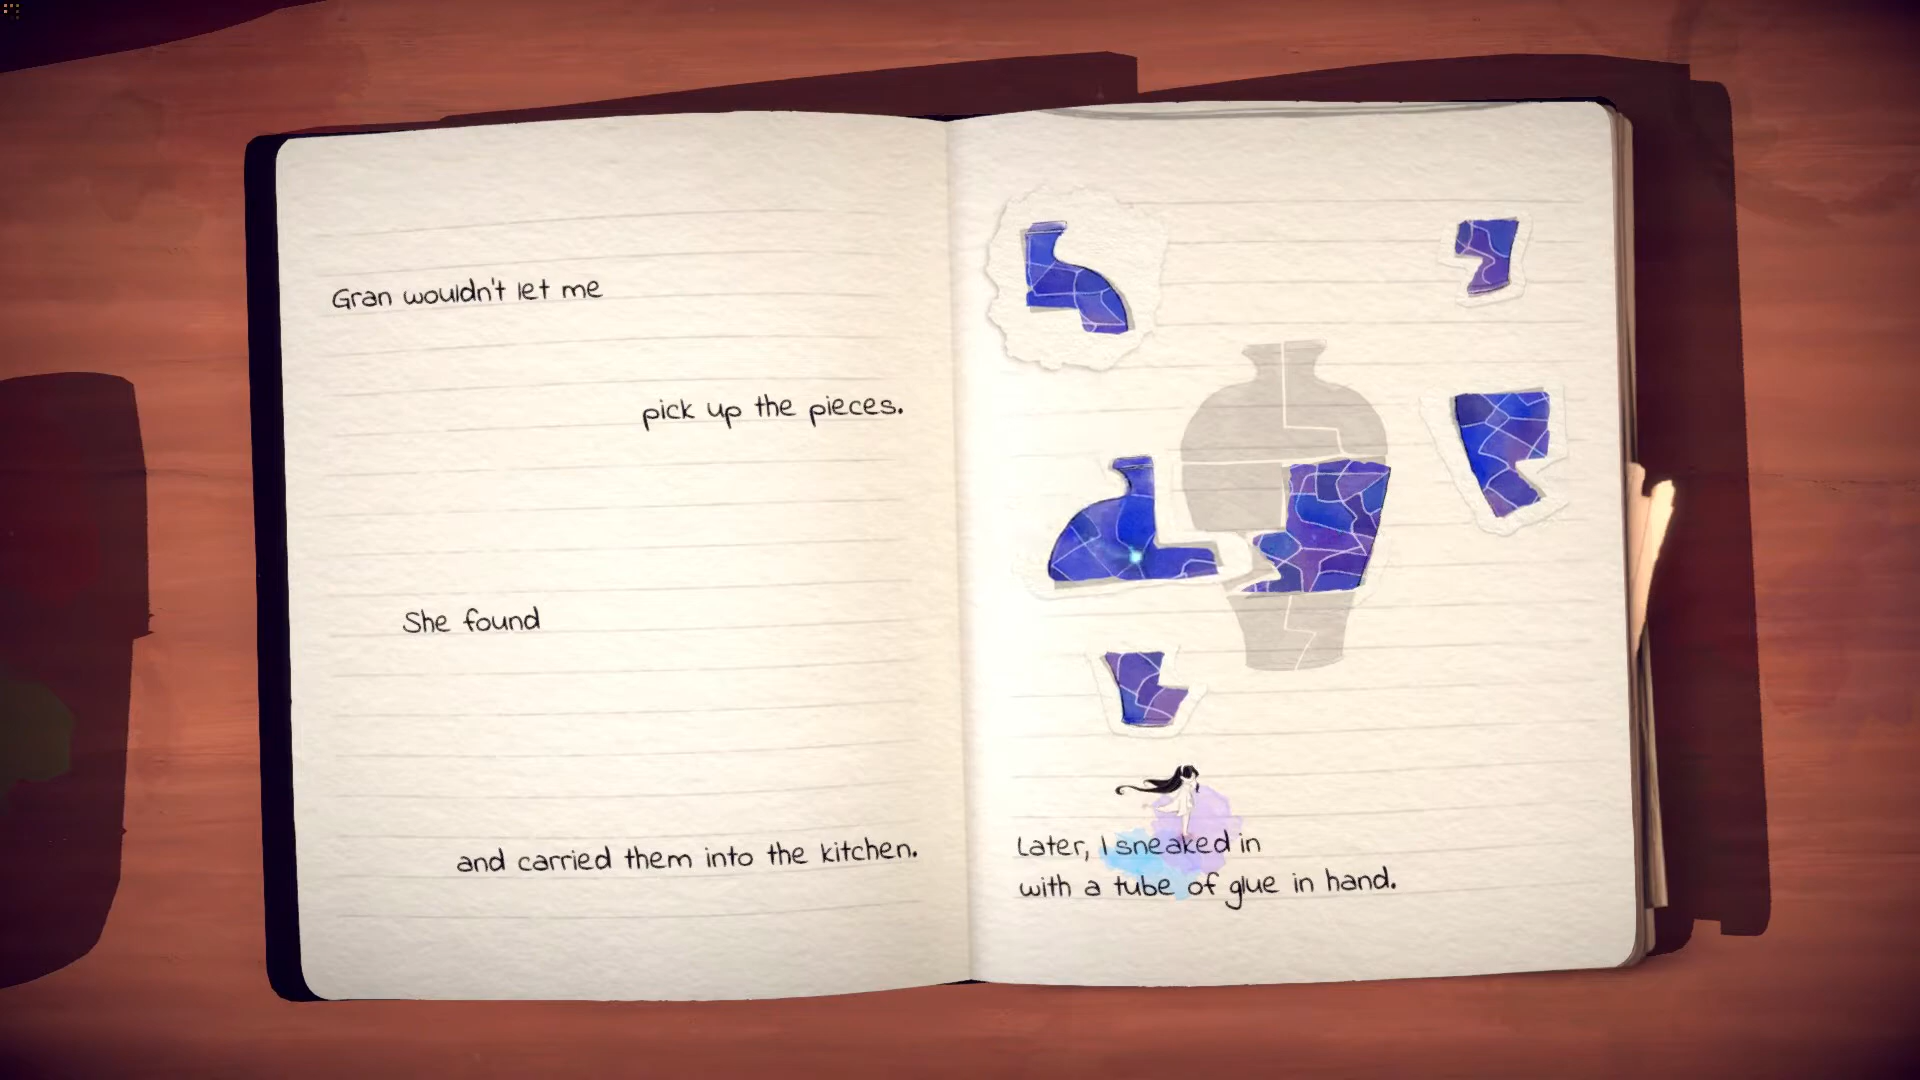 Gran wouldn't let me
pick up the pieces.
She found
and carried them into the kitchen.
Later, I sneaked in
with a tube of glue in hand.